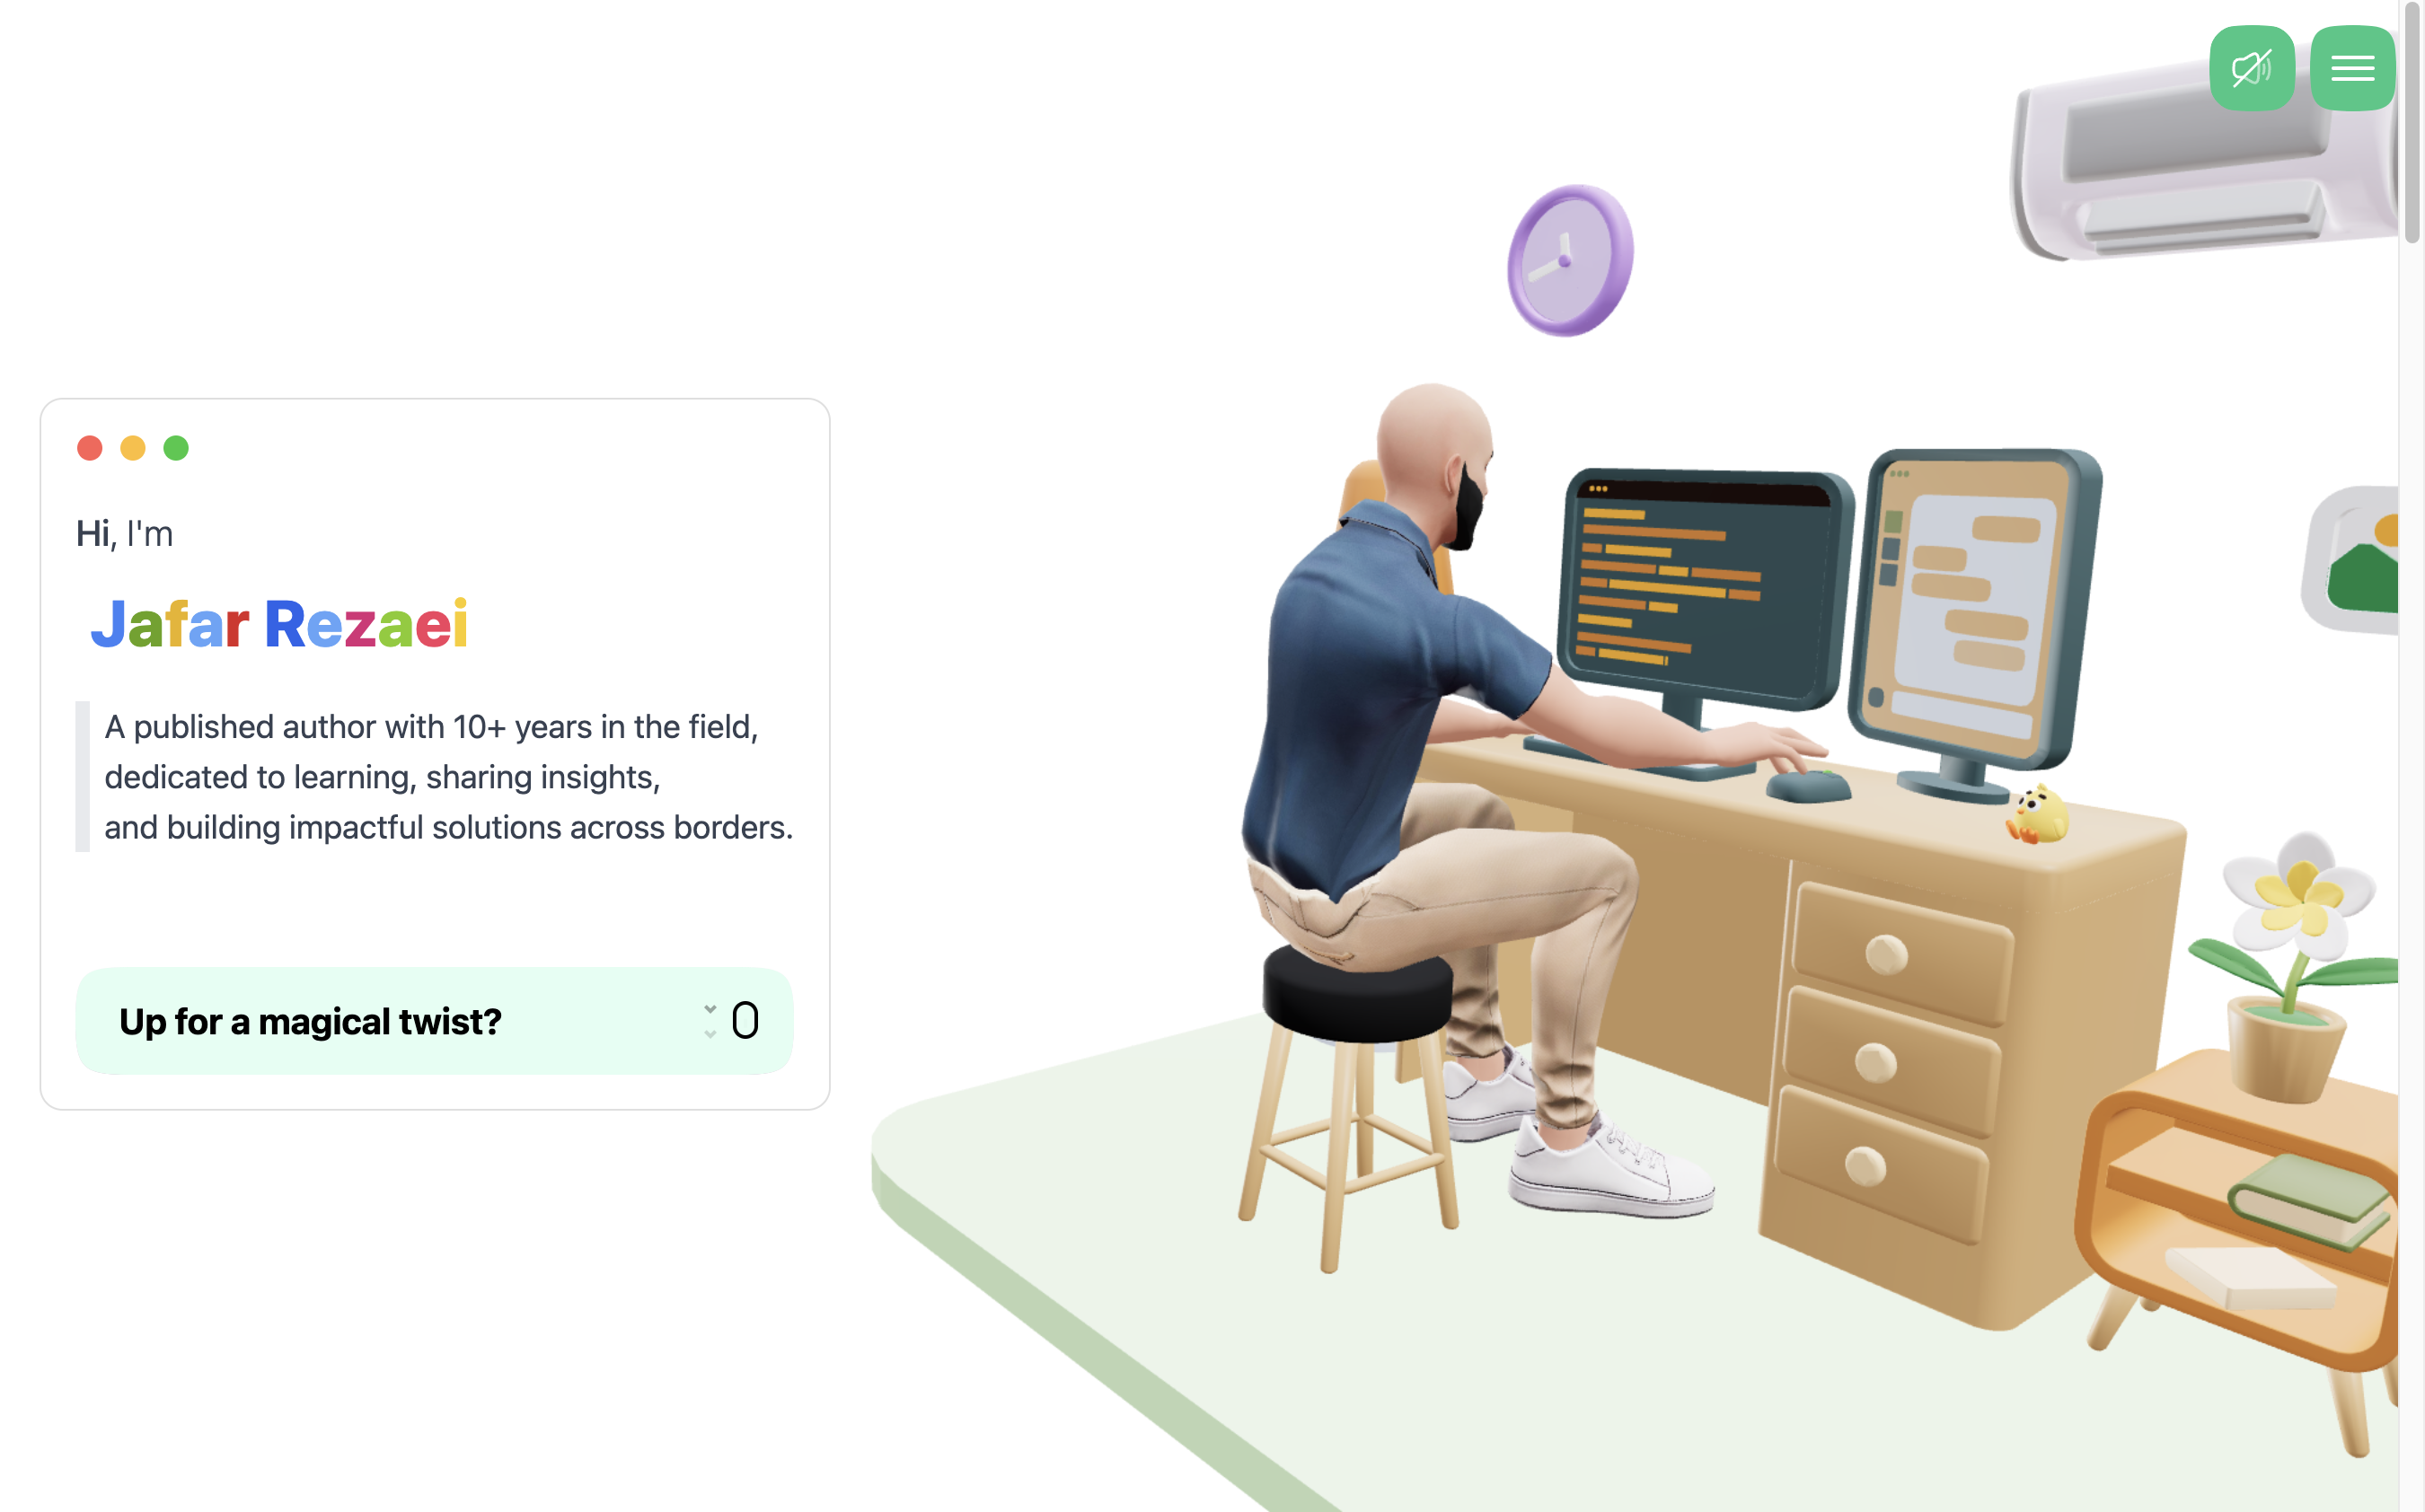 Hi, I'm
Jafar Rezaei
A published author with 10+ years in the field,
dedicated to learning, sharing insights,
and building impactful solutions across borders.
Up for a magical twist?